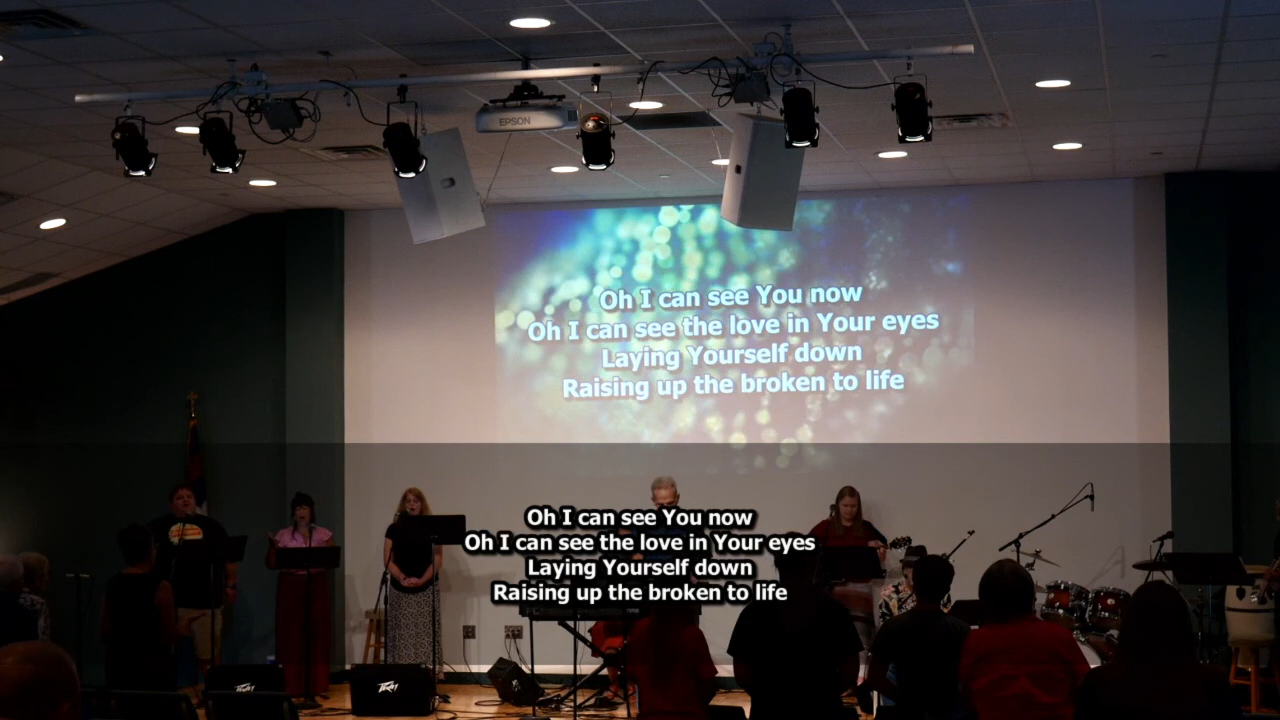 EPSON
Oh I can see You now
Oh I can see the love in Your eyes
Laying Yourself down
Raising up the broken to life
Oh I can see You now
Oh I can see the love in Your eyes
Laying Yourself down
Raising up the broken to life
PEAVEY